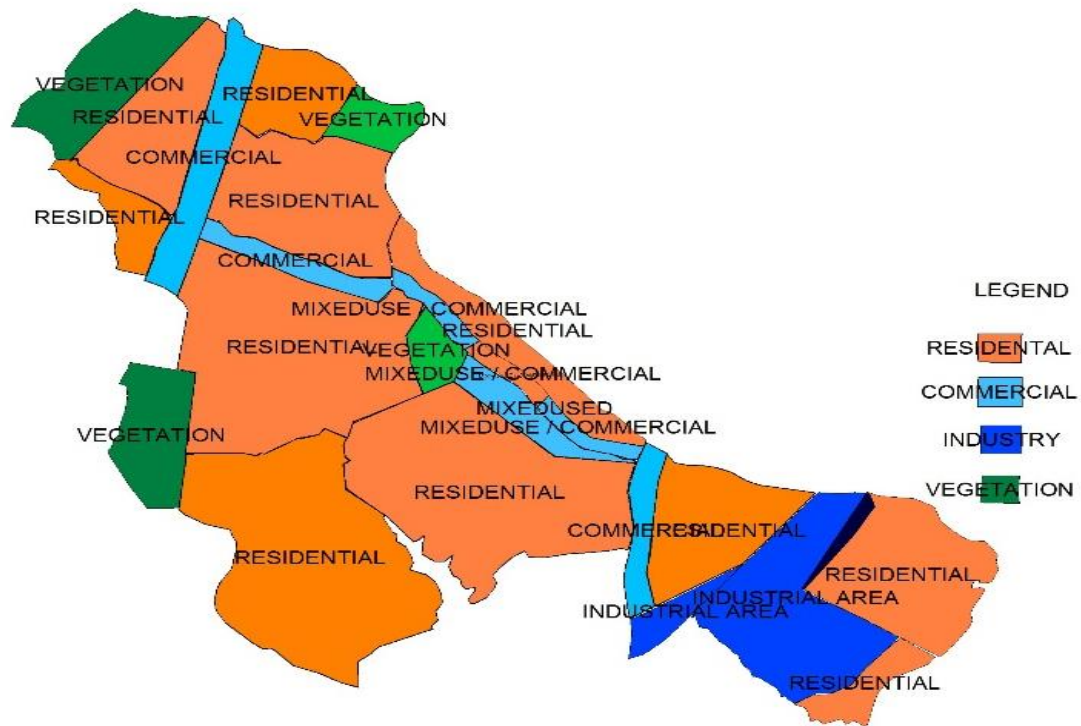 VEGETATION
RESIDENTIAL
RESIDENTIAL
VEGETATION
COMMERCIAL
RESIDENTIAL
RESIDENTIAL
COMMERCIAL
MIXEDUSE / COMMERCIAL
RESIDENTIAL
RESIDENTIAL
VEGETATION
MIXEDUSE / COMMERCIAL
MIXEDUSED
MIXEDUSE / COMMERCIAL
VEGETATION
RESIDENTIAL
COMMERCIAL
RESIDENTIAL
RESIDENTIAL
RESIDENTIAL
INDUSTRIAL AREA
INDUSTRIAL AREA
RESIDENTIAL
LEGEND
RESIDENTAL
COMMERCIAL
INDUSTRY
VEGETATION